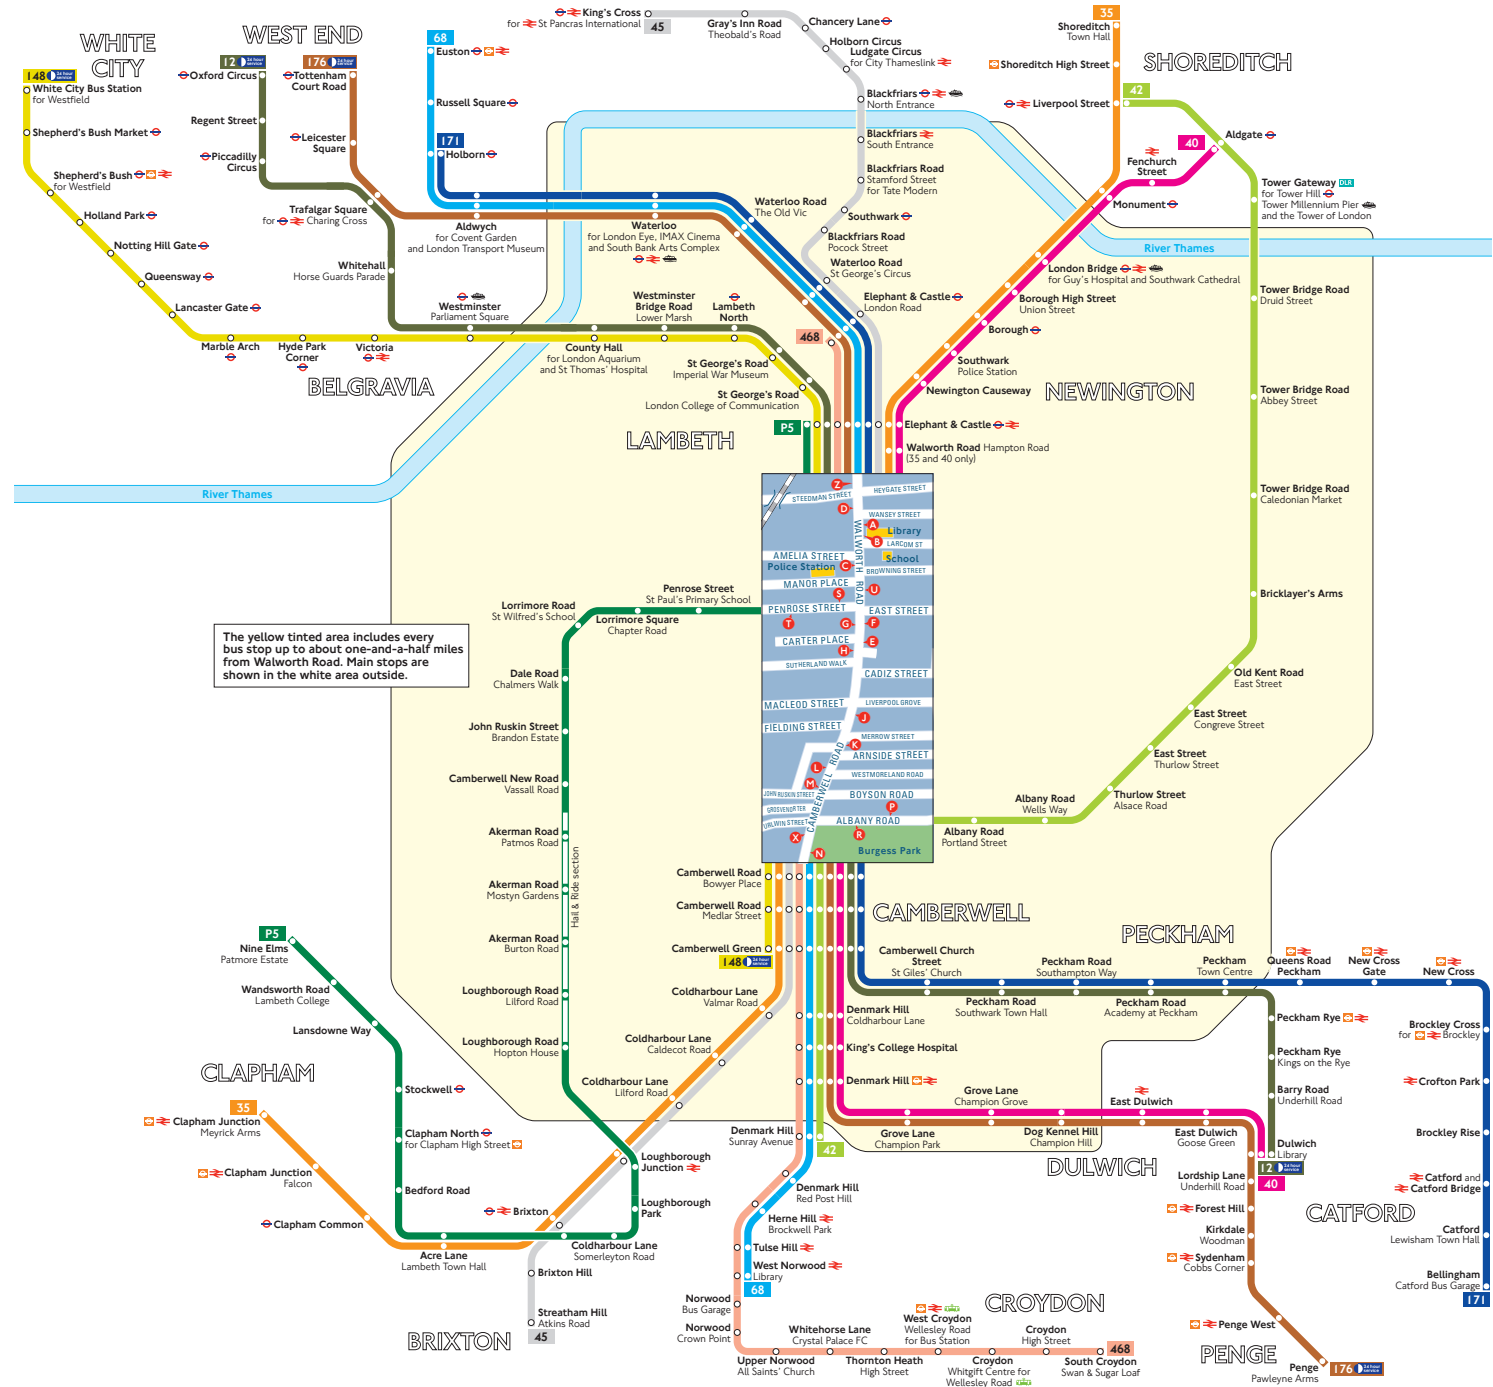 King's Cross
for St Pancras International
45
Gray's Inn Road
Theobald's Road
Chancery Lane
Holborn Circus
Ludgate Circus
for City Thameslink
Blackfriars
North Entrance
Blackfriars
South Entrance
Blackfriars Road
Stamford Street
for Tate Modern
Southwark
Blackfriars Road
Pocock Street
Waterloo Road
St George's Circus
Elephant & Castle
London Road
35
Shoreditch
Town Hall
Shoreditch High Street
SHOREDITCH
Liverpool Street
42
Aldgate
40
Fenchurch
Street
Monument
Tower Gateway DLR
for Tower Hill
Tower Millennium Pier
and the Tower of London
River Thames
London Bridge
for Guy's Hospital and Southwark Cathedral
Borough High Street
Union Street
Borough
Southwark
Police Station
Newington Causeway
NEWINGTON
Tower Bridge Road
Druid Street
Tower Bridge Road
Abbey Street
Tower Bridge Road
Caledonian Market
Bricklayer's Arms
Old Kent Road
East Street
East Street
Congreve Street
East Street
Thurlow Street
Thurlow Street
Alsace Road
Albany Road
Wells Way
Albany Road
Portland Street
WHITE
CITY
148 24 hour
service
White City Bus Station
for Westfield
Shepherd's Bush Market
Shepherd's Bush
for Westfield
Holland Park
Notting Hill Gate
Queensway
Lancaster Gate
Marble Arch
Hyde Park
Corner
Victoria
BELGRAVIA
WEST END
12 24 hour
service
Oxford Circus
Regent Street
Piccadilly
Circus
176 24 hour
service
Tottenham
Court Road
Leicester
Square
Trafalgar Square
for Charing Cross
Whitehall
Horse Guards Parade
Westminster
Parliament Square
68
Euston
Russell Square
171
Holborn
Aldwych
for Covent Garden
and London Transport Museum
Waterloo
for London Eye, IMAX Cinema
and South Bank Arts Complex
Waterloo Road
The Old Vic
County Hall
for London Aquarium
and St Thomas' Hospital
Westminster
Bridge Road
Lower Marsh
Lambeth
North
St George's Road
Imperial War Museum
St George's Road
London College of Communication
468
LAMBETH
P5
Elephant & Castle
Walworth Road Hampton Road
(35 and 40 only)
River Thames
Z
STEEDMAN STREET
HEYGATE STREET
D
WANSEY STREET
A
Library
B
LARCOM ST
WALWORTH ROAD
AMELIA STREET
School
Police Station
C
BROWNING STREET
MANOR PLACE
S
U
PENROSE STREET
EAST STREET
T
G
F
CARTER PLACE
E
H
SUTHERLAND WALK
CADIZ STREET
MACLEOD STREET
LIVERPOOL GROVE
FIELDING STREET
J
MERROW STREET
K
ARNSIDE STREET
L
WESTMORELAND ROAD
M
CAMBERWELL ROAD
JOHN RUSKIN STREET
BOYSON ROAD
GROSVENOR TER
P
URLWIN STREET
ALBANY ROAD
X
R
N
Burgess Park
The yellow tinted area includes every
bus stop up to about one-and-a-half miles
from Walworth Road. Main stops are
shown in the white area outside.
Penrose Street
St Paul's Primary School
Lorrimore Road
St Wilfred's School
Lorrimore Square
Chapter Road
Dale Road
Chalmers Walk
John Ruskin Street
Brandon Estate
Camberwell New Road
Vassall Road
Akerman Road
Patmos Road
Akerman Road
Mostyn Gardens
Akerman Road
Burton Road
Hail & Ride section
Loughborough Road
Lilford Road
Loughborough Road
Hopton House
P5
Nine Elms
Patmore Estate
Wandsworth Road
Lambeth College
Lansdowne Way
Stockwell
Clapham North
for Clapham High Street
Bedford Road
CLAPHAM
35
Clapham Junction
Meyrick Arms
Clapham Junction
Falcon
Clapham Common
Acre Lane
Lambeth Town Hall
Brixton
Coldharbour Lane
Somerleyton Road
Loughborough
Junction
Loughborough
Park
Brixton Hill
Streatham Hill
Atkins Road
45
BRIXTON
Camberwell Road
Bowyer Place
Camberwell Road
Medlar Street
Camberwell Green
148 24 hour
service
Coldharbour Lane
Valmar Road
Coldharbour Lane
Caldecot Road
Coldharbour Lane
Lilford Road
CAMBERWELL
Camberwell Church
Street
St Giles' Church
Peckham Road
Southwark Town Hall
Peckham Road
Southampton Way
Peckham Road
Academy at Peckham
PECKHAM
Peckham
Town Centre
Queens Road
Peckham
New Cross
Gate
New Cross
Denmark Hill
Coldharbour Lane
King's College Hospital
Denmark Hill
Denmark Hill
Sunray Avenue
42
Denmark Hill
Red Post Hill
Herne Hill
Brockwell Park
Tulse Hill
West Norwood
Library
68
Norwood
Bus Garage
Norwood
Crown Point
Upper Norwood
All Saints' Church
Whitehorse Lane
Crystal Palace FC
Thornton Heath
High Street
West Croydon
Wellesley Road
for Bus Station
Croydon
Whitgift Centre for
Wellesley Road
Croydon
High Street
South Croydon
Swan & Sugar Loaf
468
CROYDON
Grove Lane
Champion Park
Grove Lane
Champion Grove
Dog Kennel Hill
Champion Hill
East Dulwich
East Dulwich
Goose Green
DULWICH
Peckham Rye
Peckham Rye
Kings on the Rye
Barry Road
Underhill Road
Dulwich
Library
12 24 hour
service
40
Lordship Lane
Underhill Road
Forest Hill
Kirkdale
Woodman
Sydenham
Cobbs Corner
Penge West
PENGE
Penge
Pawleyne Arms
176 24 hour
service
Brockley Cross
for Brockley
Crofton Park
Brockley Rise
Catford and
Catford Bridge
CATFORD
Catford
Lewisham Town Hall
Bellingham
Catford Bus Garage
171